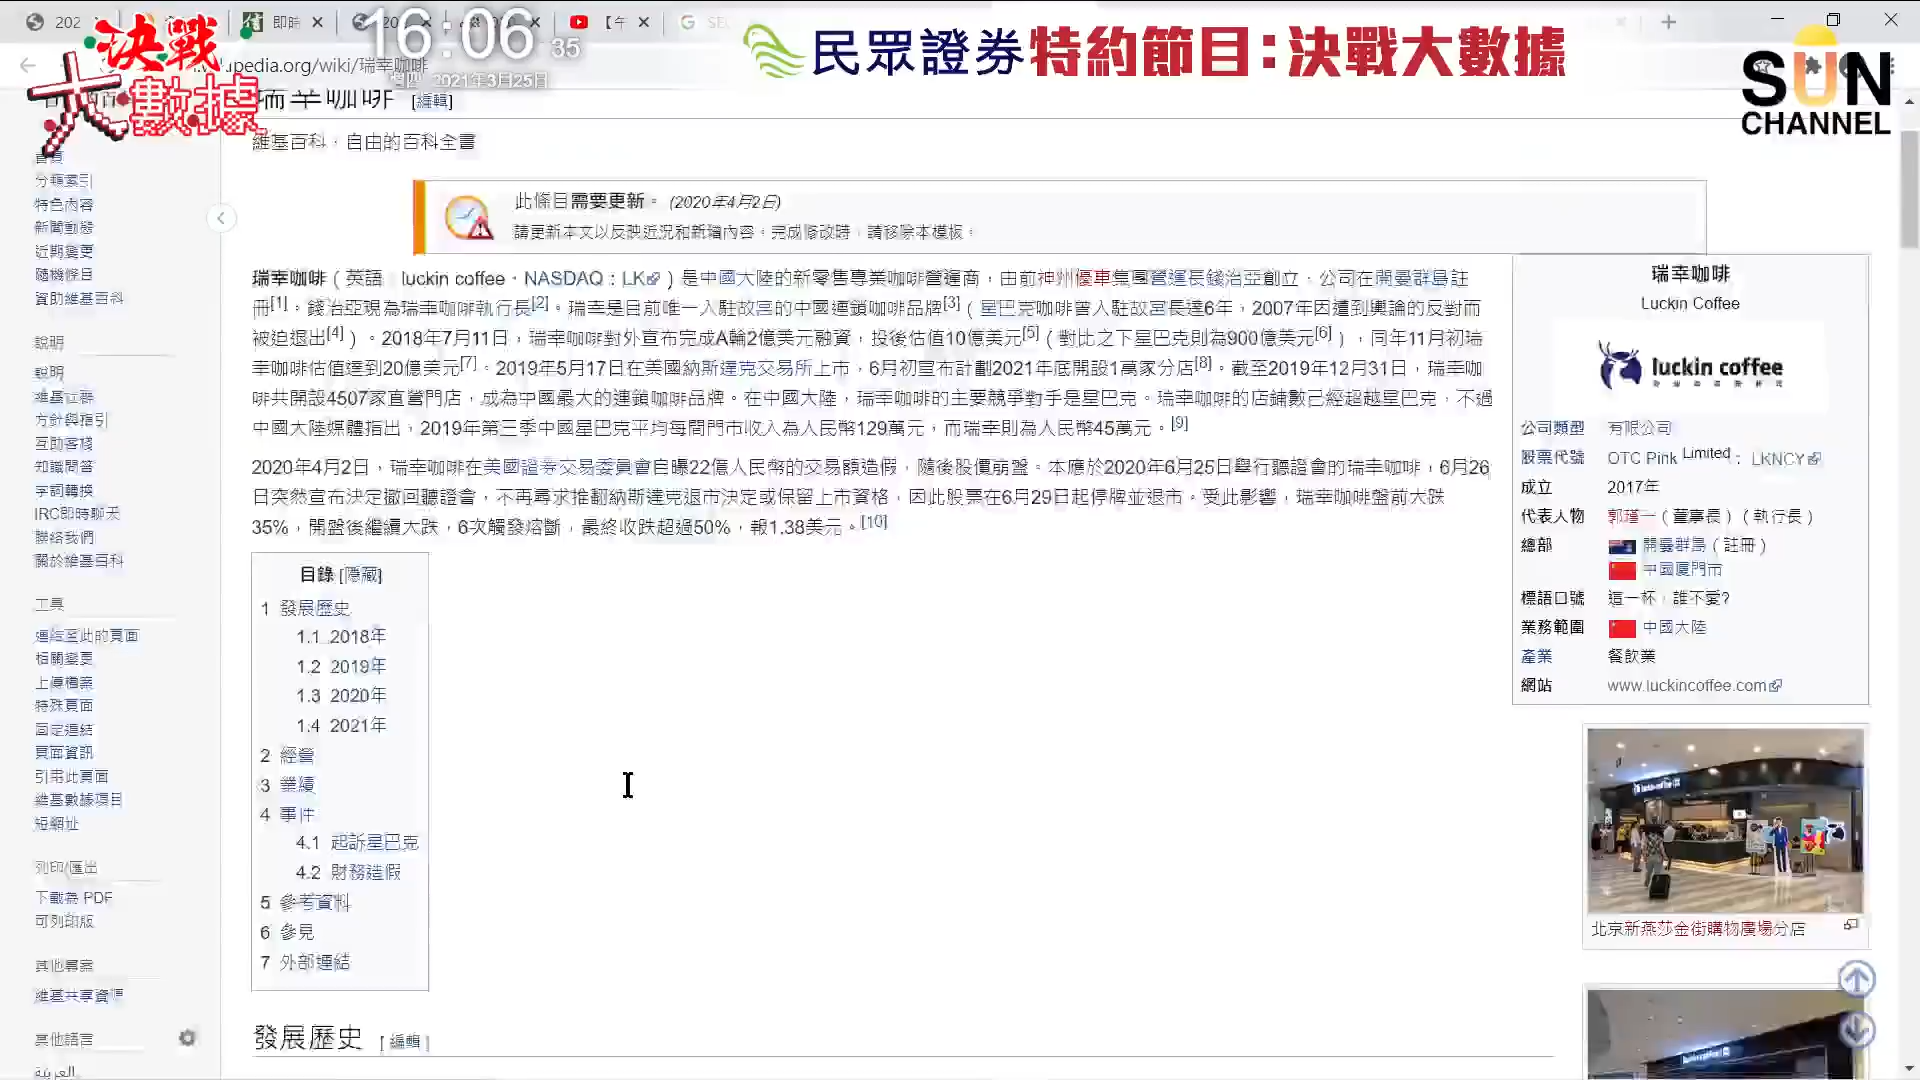 202
即時
202
【午
決戰
大數據
16:06
35
2021年3月25日
pedia.org/wiki/瑞幸咖啡
民眾證券特約節目：決戰大數據
SUN
CHANNEL
瑞幸咖啡 [編輯]
維基百科，自由的百科全書
首頁
分類索引
特色內容
新聞動態
近期變更
隨機條目
資助維基百科
說明
說明
維基社群
方針與指引
互助客棧
知識問答
字詞轉換
IRC即時聊天
聯絡我們
關於維基百科
工具
連結至此的頁面
相關變更
上傳檔案
特殊頁面
固定連結
頁面資訊
引用此頁面
維基數據項目
短網址
列印/匯出
下載為 PDF
可列印版
其他專案
維基共享資源
其他語言
العربية
此條目需要更新。 (2020年4月2日)
請更新本文以反映近況和新增內容。完成修改時，請移除本模板。
瑞幸咖啡（英語：luckin coffee，NASDAQ：LK）是中國大陸的新零售專業咖啡營運商，由前神州優車集團營運長錢治亞創立，公司在開曼群島註
冊[1]。錢治亞現為瑞幸咖啡執行長[2]。瑞幸是目前唯一入駐故宮的中國連鎖咖啡品牌[3]（星巴克咖啡曾入駐故宮長達6年，2007年因遭到輿論的反對而
被迫退出[4]）。2018年7月11日，瑞幸咖啡對外宣布完成A輪2億美元融資，投後估值10億美元[5]（對比之下星巴克則為900億美元[6]），同年11月初瑞
幸咖啡估值達到20億美元[7]。2019年5月17日在美國納斯達克交易所上市，6月初宣布計劃2021年底開設1萬家分店[8]。截至2019年12月31日，瑞幸咖
啡共開設4507家直營門店，成為中國最大的連鎖咖啡品牌。在中國大陸，瑞幸咖啡的主要競爭對手是星巴克。瑞幸咖啡的店鋪數已經超越星巴克，不過
中國大陸媒體指出，2019年第三季中國星巴克平均每間門市收入為人民幣129萬元，而瑞幸則為人民幣45萬元。[9]
2020年4月2日，瑞幸咖啡在美國證券交易委員會自曝22億人民幣的交易額造假，隨後股價崩盤。本應於2020年6月25日舉行聽證會的瑞幸咖啡，6月26
日突然宣布決定撤回聽證會，不再尋求推翻納斯達克退市決定或保留上市資格，因此股票在6月29日起停牌並退市。受此影響，瑞幸咖啡盤前大跌
35%，開盤後繼續大跌，6次觸發熔斷，最終收跌超過50%，報1.38美元。[10]
目錄 [隱藏]
1 發展歷史
1.1 2018年
1.2 2019年
1.3 2020年
1.4 2021年
2 經營
3 業績
4 事件
4.1 起訴星巴克
4.2 財務造假
5 參考資料
6 參見
7 外部連結
發展歷史 [編輯]
瑞幸咖啡
Luckin Coffee
luckin coffee
公司類型 有限公司
股票代號 OTC Pink Limited：LKNCY
成立 2017年
代表人物 郭謹一（董事長）（執行長）
總部 開曼群島（註冊）
中國廈門市
標語口號 這一杯，誰不愛?
業務範圍 中國大陸
產業 餐飲業
網站 www.luckincoffee.com
北京新燕莎金街購物廣場分店